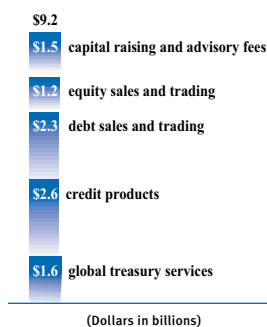 $9.2
$1.5 capital raising and advisory fees
$1.2 equity sales and trading
$2.3 debt sales and trading
$2.6 credit products
$1.6 global treasury services
(Dollars in billions)